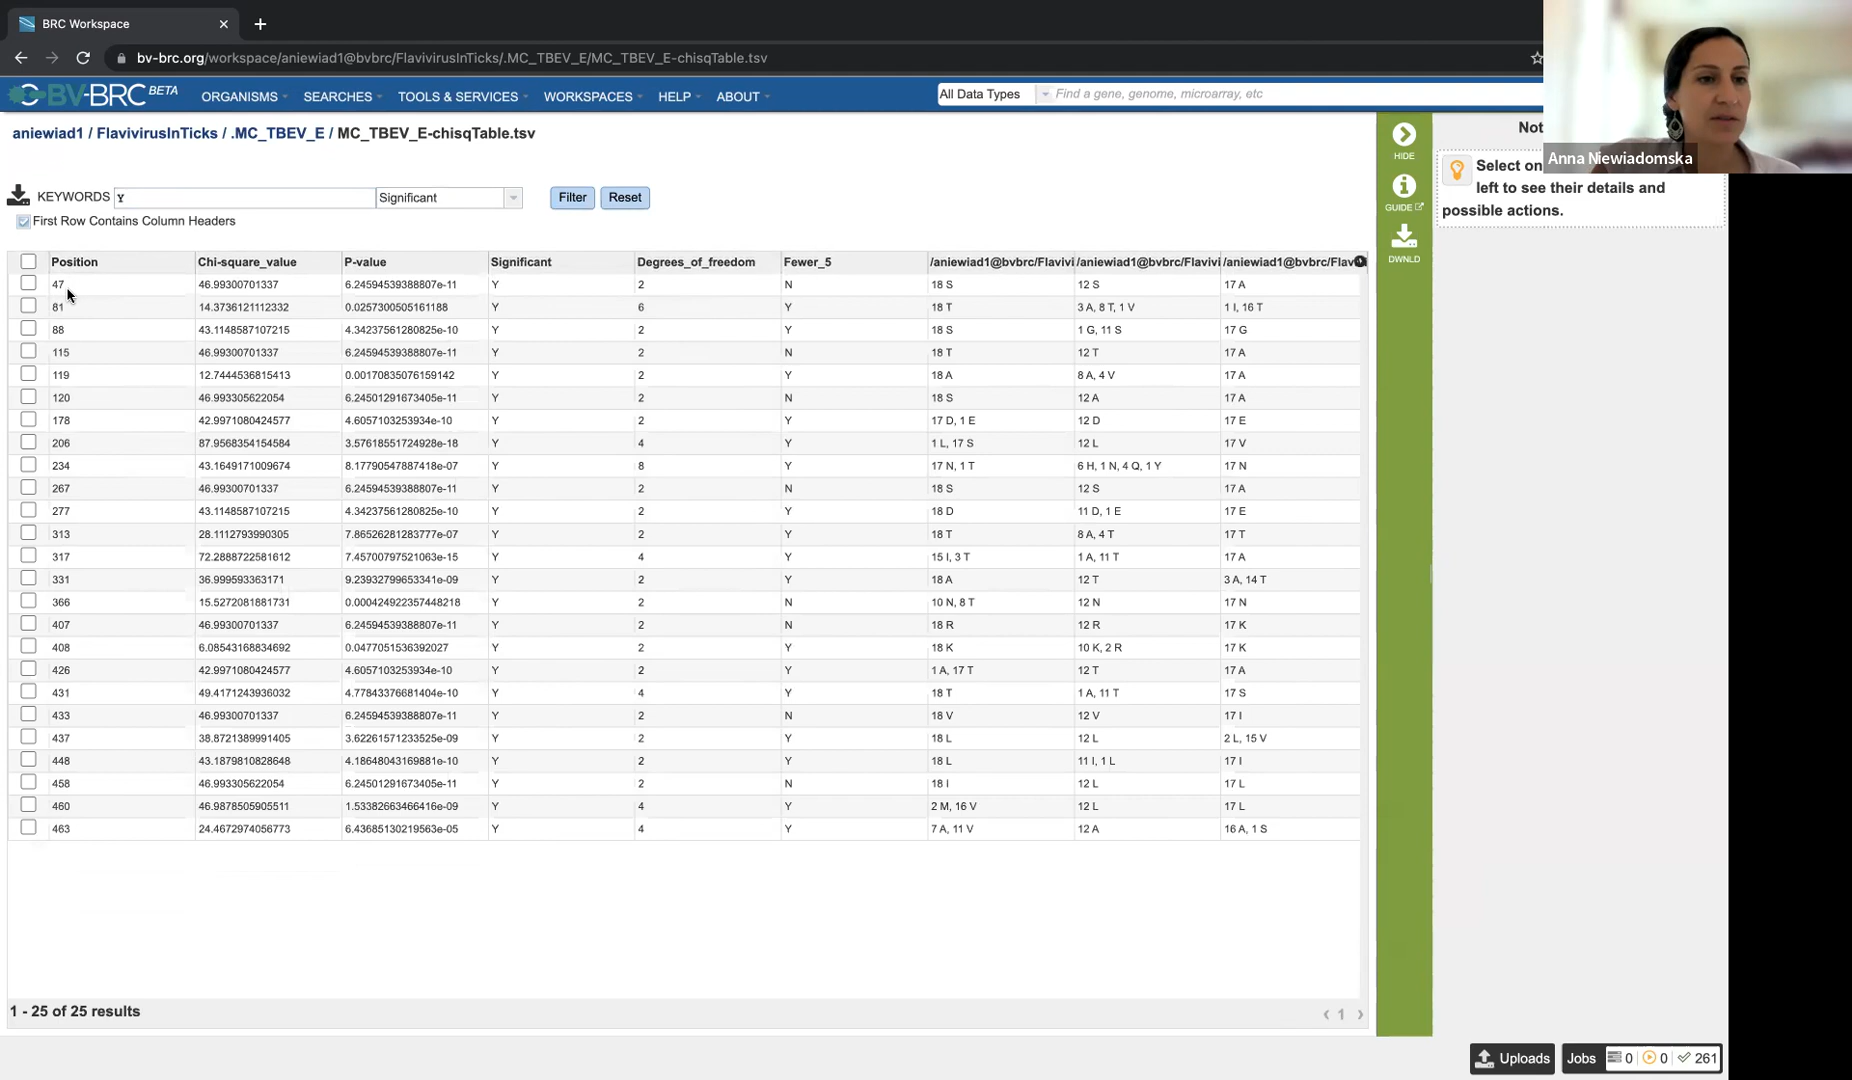 BRC Workspace
bv-brc.org/workspace/aniewiad1@bvbrc/FlavivirusInTicks/.MC_TBEV_E/MC_TBEV_E-chisqTable.tsv
BV-BRC BETA ORGANISMS SEARCHES TOOLS & SERVICES WORKSPACES HELP ABOUT All Data Types Find a gene, genome, microarray, etc
aniewiad1 / FlavivirusInTicks / .MC_TBEV_E / MC_TBEV_E-chisqTable.tsv
KEYWORDS Y Significant Filter Reset
First Row Contains Column Headers
Position Chi-square_value P-value Significant Degrees_of_freedom Fewer_5 /aniewiad1@bvbrc/Flavivi /aniewiad1@bvbrc/Flavivi /aniewiad1@bvbrc/Flav
47 46.99300701337 6.24594539388807e-11 Y 2 N 18 S 12 S 17 A
81 14.3736121112332 0.0257300505161188 Y 6 Y 18 T 3 A, 8 T, 1 V 1 I, 16 T
88 43.1148587107215 4.34237561280825e-10 Y 2 Y 18 S 1 G, 11 S 17 G
115 46.99300701337 6.24594539388807e-11 Y 2 N 18 T 12 T 17 A
119 12.7444536815413 0.00170835076159142 Y 2 Y 18 A 8 A, 4 V 17 A
120 46.993305622054 6.24501291673405e-11 Y 2 N 18 S 12 A 17 A
178 42.9971080424577 4.6057103253934e-10 Y 2 Y 17 D, 1 E 12 D 17 E
206 87.9568354154584 3.57618551724928e-18 Y 4 Y 1 L, 17 S 12 L 17 V
234 43.1649171009674 8.17790547887418e-07 Y 8 Y 17 N, 1 T 6 H, 1 N, 4 Q, 1 Y 17 N
267 46.99300701337 6.24594539388807e-11 Y 2 N 18 S 12 S 17 A
277 43.1148587107215 4.34237561280825e-10 Y 2 Y 18 D 11 D, 1 E 17 E
313 28.1112793990305 7.86526281283777e-07 Y 2 Y 18 T 8 A, 4 T 17 T
317 72.2888722581612 7.45700797521063e-15 Y 4 Y 15 I, 3 T 1 A, 11 T 17 A
331 36.999593363171 9.23932799653341e-09 Y 2 Y 18 A 12 T 3 A, 14 T
366 15.5272081881731 0.000424922357448218 Y 2 N 10 N, 8 T 12 N 17 N
407 46.99300701337 6.24594539388807e-11 Y 2 N 18 R 12 R 17 K
408 6.08543168834692 0.0477051536392027 Y 2 Y 18 K 10 K, 2 R 17 K
426 42.9971080424577 4.6057103253934e-10 Y 2 Y 1 A, 17 T 12 T 17 A
431 49.4171243936032 4.77843376681404e-10 Y 4 Y 18 T 1 A, 11 T 17 S
433 46.99300701337 6.24594539388807e-11 Y 2 N 18 V 12 V 17 I
437 38.8721389991405 3.62261571233525e-09 Y 2 Y 18 L 12 L 2 L, 15 V
448 43.1879810828648 4.18648043169881e-10 Y 2 Y 18 L 11 I, 1 L 17 I
458 46.993305622054 6.24501291673405e-11 Y 2 N 18 I 12 L 17 L
460 46.9878505905511 1.53382663466416e-09 Y 4 Y 2 M, 16 V 12 L 17 L
463 24.4672974056773 6.43685130219563e-05 Y 4 Y 7 A, 11 V 12 A 16 A, 1 S
1 - 25 of 25 results
1
HIDE
GUIDE
DWNLD
Not
Select on
left to see their details and
possible actions.
Anna Niewiadomska
Uploads Jobs 0 0 261